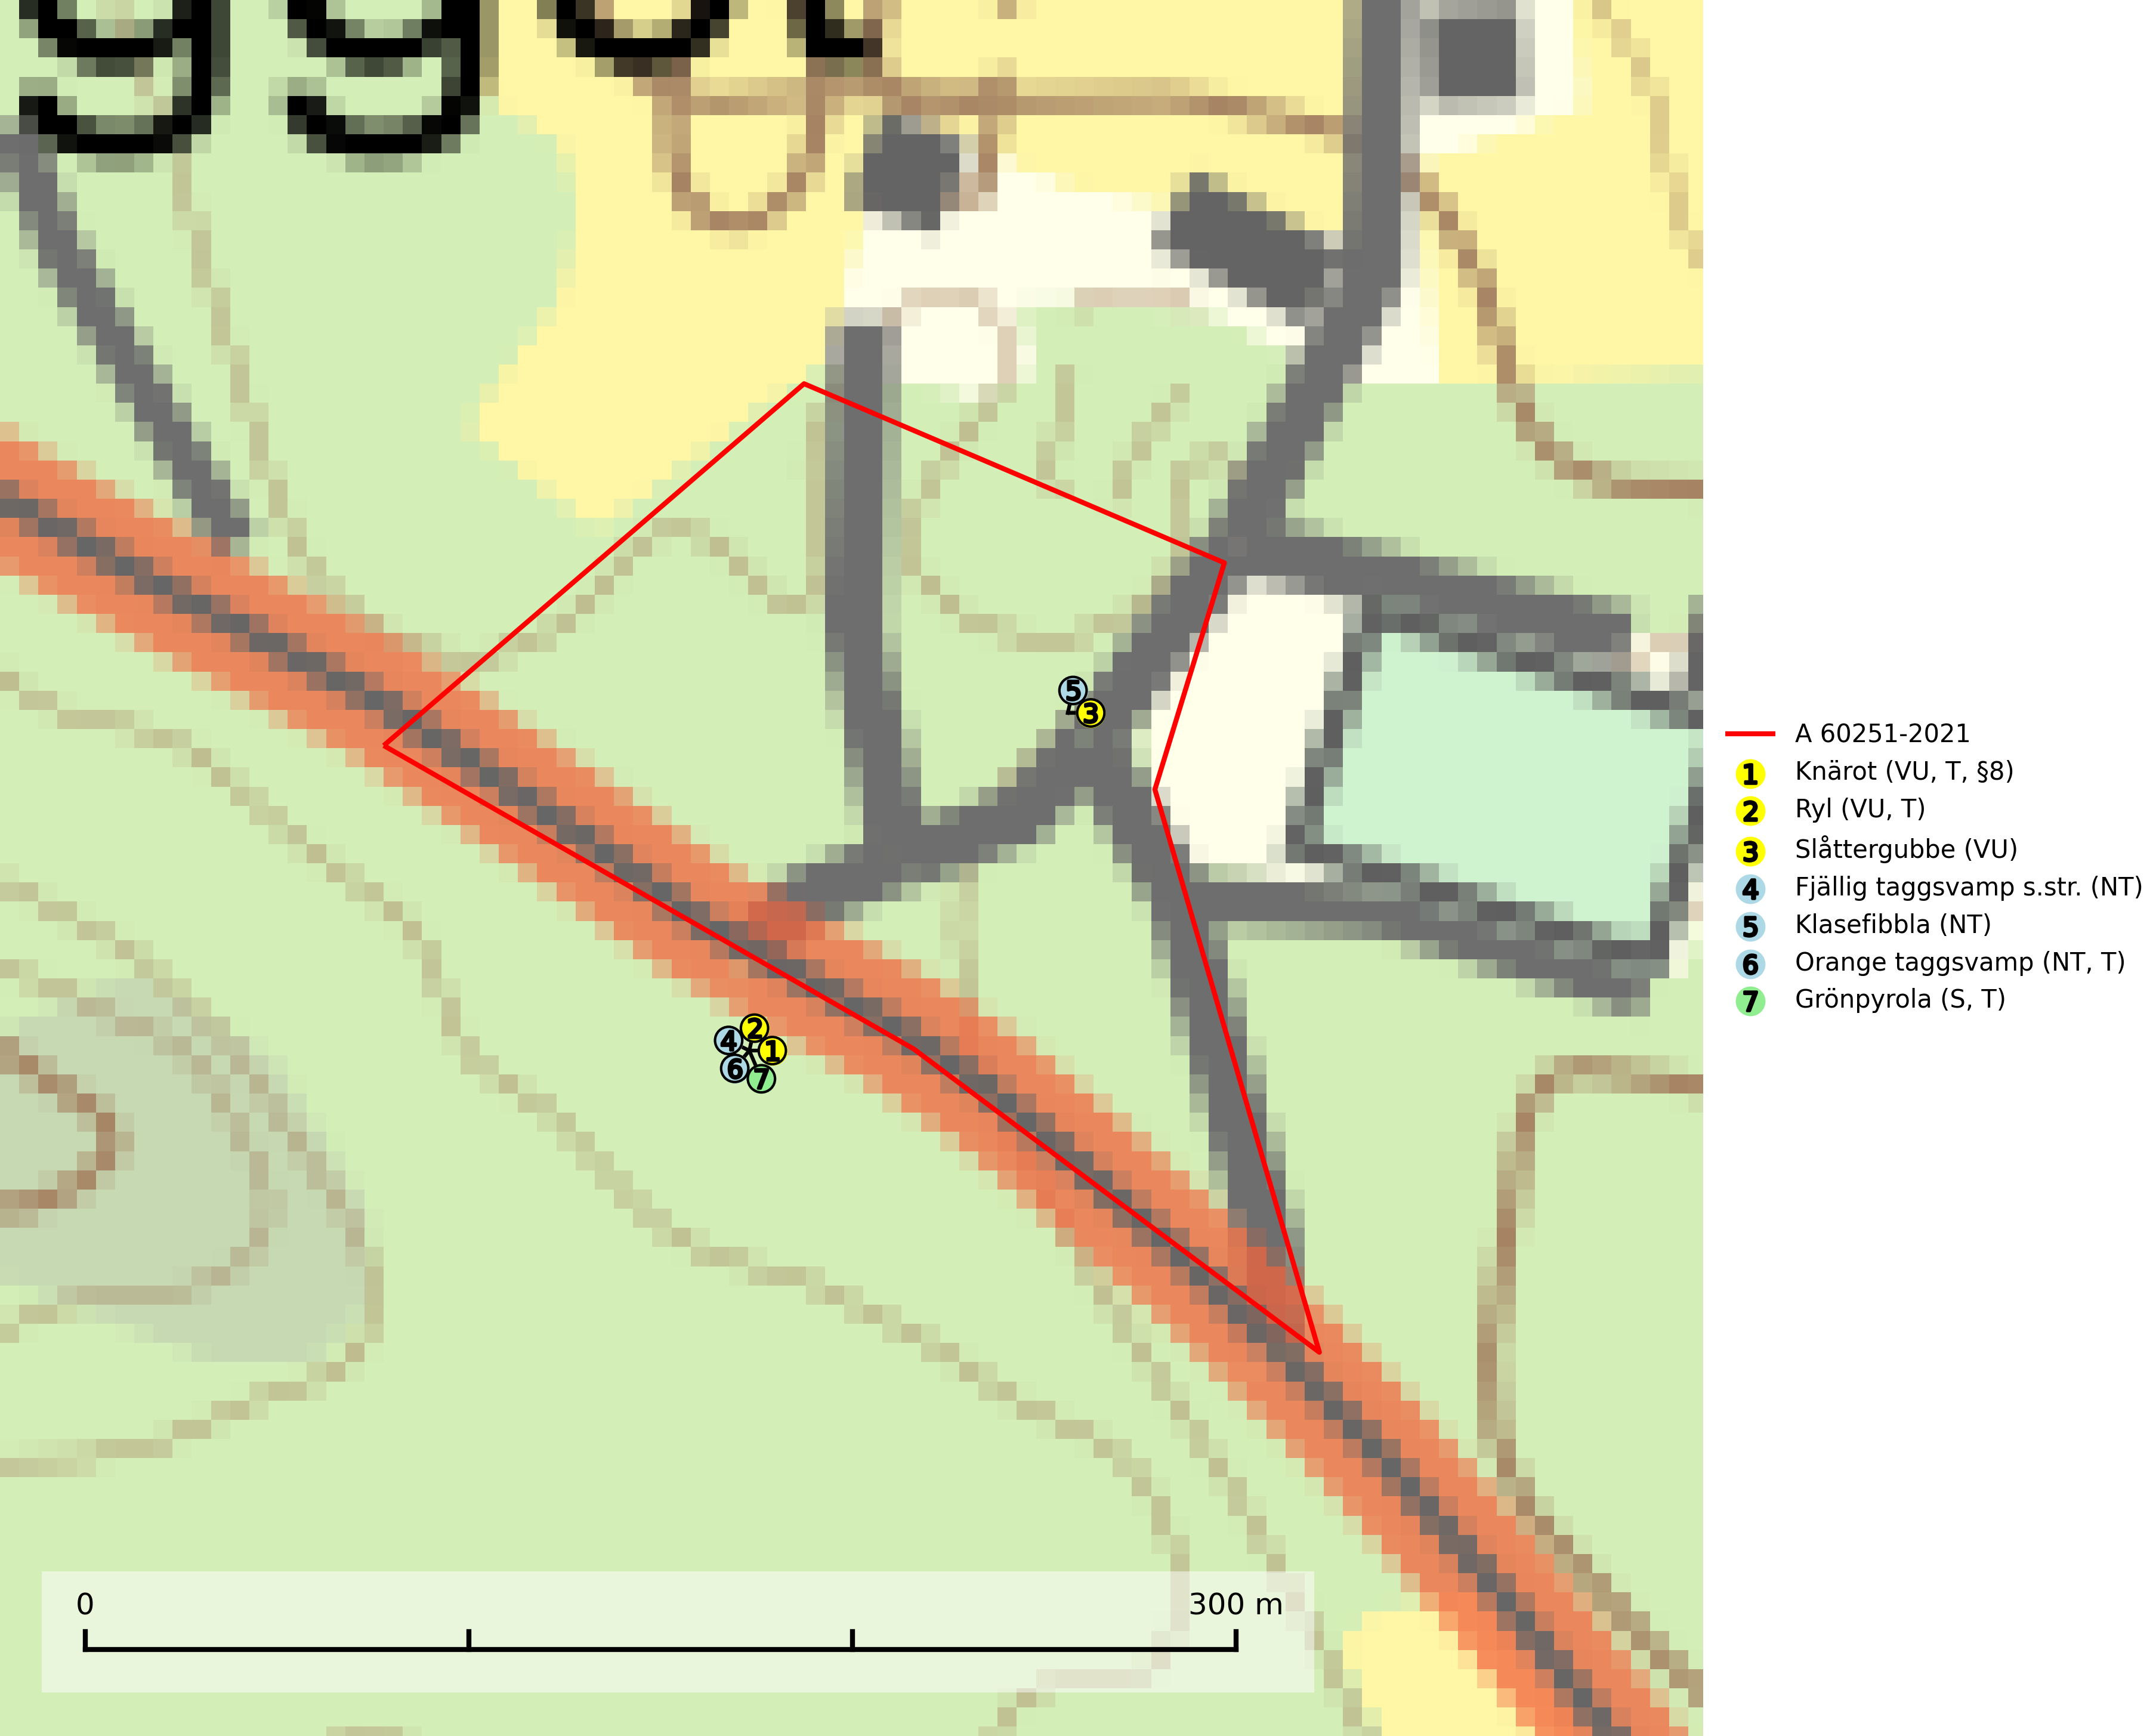 5
3
2
4
1
6
7
A 60251-2021
1 Knärot (VU, T, §8)
2 Ryl (VU, T)
3 Slåttergubbe (VU)
4 Fjällig taggsvamp s.str. (NT)
5 Klasefibbla (NT)
6 Orange taggsvamp (NT, T)
7 Grönpyrola (S, T)
0 300 m